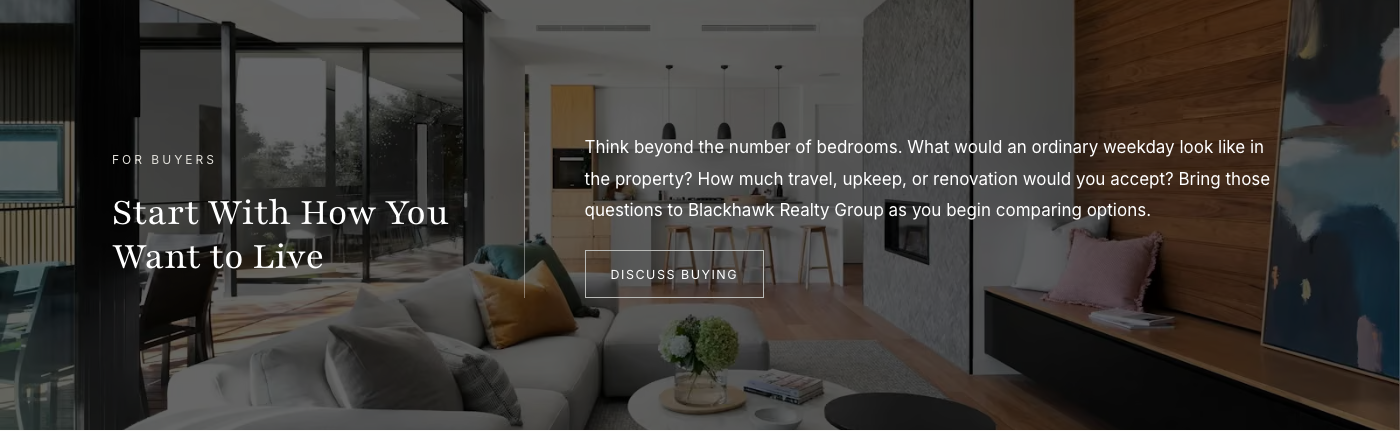 FOR BUYERS
Start With How You
Want to Live
Think beyond the number of bedrooms. What would an ordinary weekday look like in
the property? How much travel, upkeep, or renovation would you accept? Bring those
questions to Blackhawk Realty Group as you begin comparing options.
DISCUSS BUYING